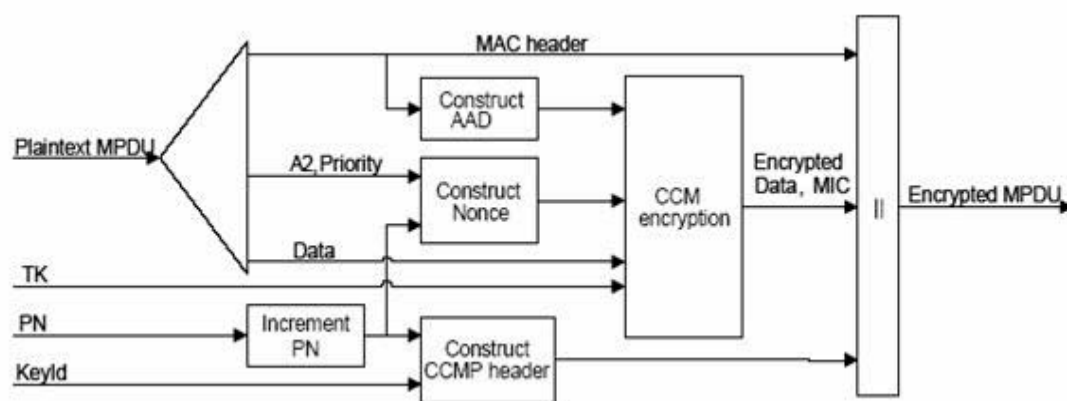 MAC header
Construct
AAD
Plaintext MPDU
A2, Priority
Construct
Nonce
CCM
encryption
Encrypted
Data, MIC
||
Encrypted MPDU
Data
TK
PN
Increment
PN
Construct
CCMP header
KeyId